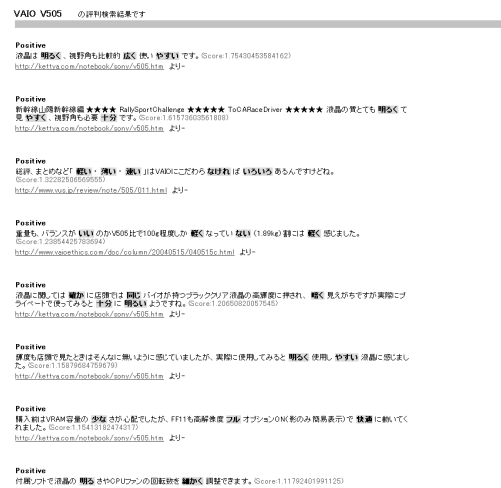 VAIO V505 の評判検索結果です
Positive
液晶は 明るく 、視野角も比較的 広く 使い やすい です。(Score:1.75430453584162)
http://kettya.com/notebook/sony/v505.htm より-
Positive
新幹線山陽新幹線編 ★★★★ RallySportChallenge ★★★★★ ToCARaceDriver ★★★★★ 液晶の質とても 明るく て
見 やすく 、視野角も必要 十分 です。(Score:1.61573603561808)
http://kettya.com/notebook/sony/v505.htm より-
Positive
総評、まとめなど「 軽い ・ 薄い ・ 速い 」はVAIOにこだわら なけれ ば いろいろ あるんですけどね。
(Score:1.32282506569555)
http://www.vus.jp/review/note/505/011.html より-
Positive
重量も、バランスが いい のかV505比で100g程度しか 軽く なってい ない (1.89kg)割には 軽く 感じました。
(Score:1.23854425783694)
http://www.vaioethics.com/doc/column/20040515/040515c.html より-
Positive
液晶に関しては 確か に店頭では 同じ バイオが持つブラッククリア液晶の高輝度に押され、 暗く 見えがちですが実際にプ
ライベートで使ってみると 十分 に 明るい ようですね。(Score:1.20650820057545)
http://kettya.com/notebook/sony/v505.htm より-
Positive
輝度も店頭で見たときはそんなに無いように感じていましたが、実際に使用してみると 明るく 使用し やすい 液晶に感じまし
た。(Score:1.15879684759679)
http://kettya.com/notebook/sony/v505.htm より-
Positive
購入前はVRAM容量の 少な さが心配でしたが、FF11も高解像度 フル オプションON(影のみ簡易表示)で 快適 に動いてく
れました。(Score:1.15413182474317)
http://kettya.com/notebook/sony/v505.htm より-
Positive
付属ソフトで液晶の 明る さやCPUファンの回転数を 細かく 調整できます。(Score:1.11792401991125)